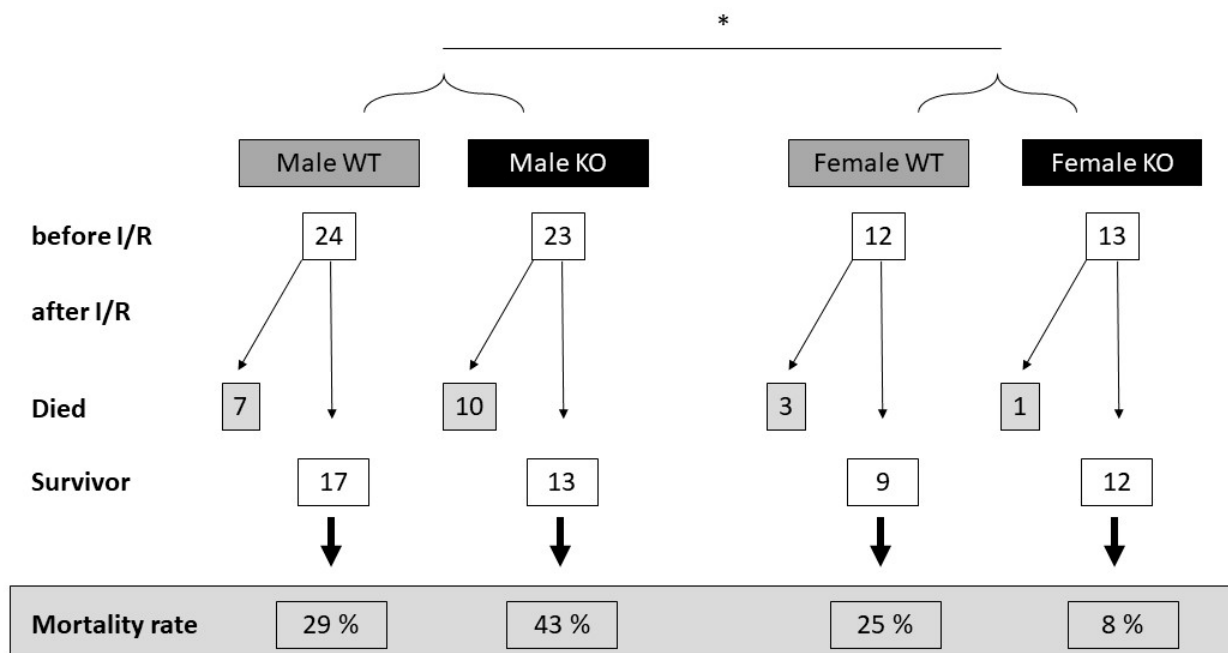 *
Male WT Male KO Female WT Female KO
before I/R 24 23 12 13
after I/R
Died 7 10 3 1
Survivor 17 13 9 12
Mortality rate 29 % 43 % 25 % 8 %